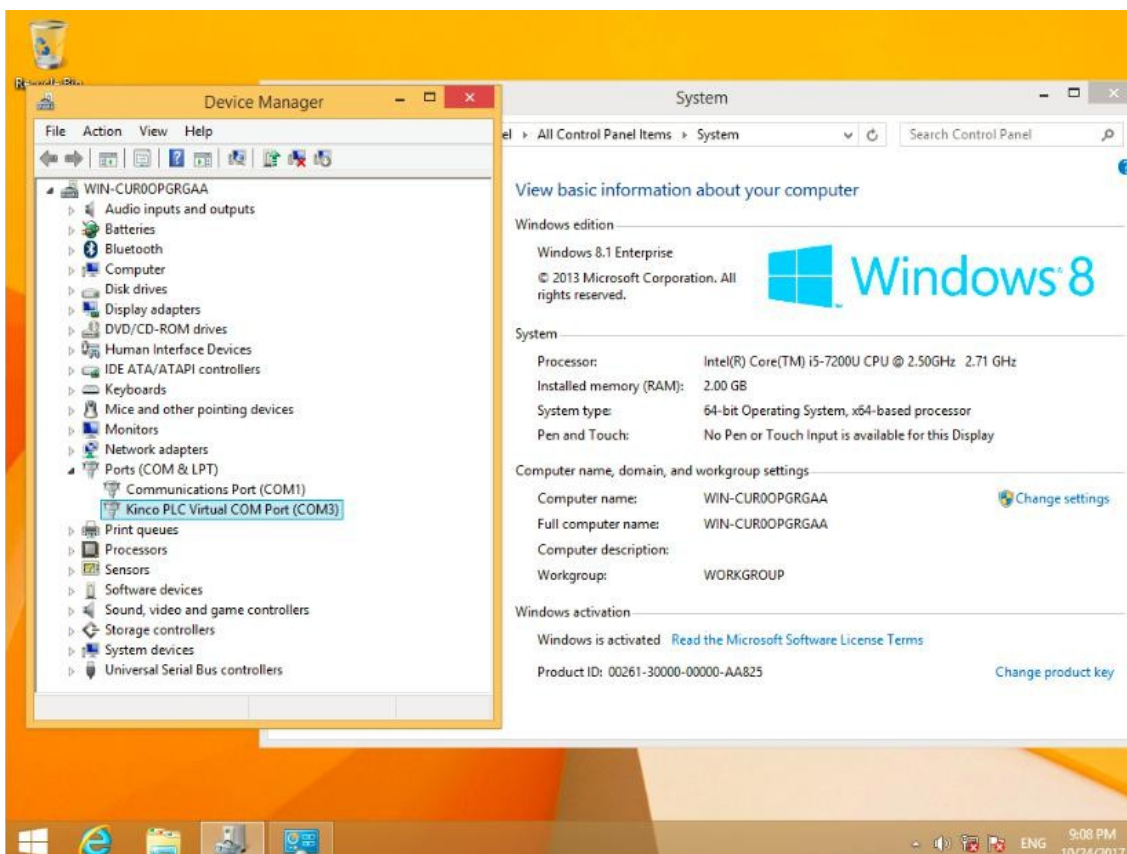 Device Manager
File Action View Help
WIN-CUR0OPGRGAA
Audio inputs and outputs
Batteries
Bluetooth
Computer
Disk drives
Display adapters
DVD/CD-ROM drives
Human Interface Devices
IDE ATA/ATAPI controllers
Keyboards
Mice and other pointing devices
Monitors
Network adapters
Ports (COM & LPT)
Communications Port (COM1)
Kinco PLC Virtual COM Port (COM3)
Print queues
Processors
Sensors
Software devices
Sound, video and game controllers
Storage controllers
System devices
Universal Serial Bus controllers
System
el ▸ All Control Panel Items ▸ System
Search Control Panel
View basic information about your computer
Windows edition
Windows 8.1 Enterprise
© 2013 Microsoft Corporation. All
rights reserved.
Windows 8
System
Processor: Intel(R) Core(TM) i5-7200U CPU @ 2.50GHz 2.71 GHz
Installed memory (RAM): 2.00 GB
System type: 64-bit Operating System, x64-based processor
Pen and Touch: No Pen or Touch Input is available for this Display
Computer name, domain, and workgroup settings
Computer name: WIN-CUR0OPGRGAA Change settings
Full computer name: WIN-CUR0OPGRGAA
Computer description:
Workgroup: WORKGROUP
Windows activation
Windows is activated Read the Microsoft Software License Terms
Product ID: 00261-30000-00000-AA825 Change product key
ENG
9:08 PM
10/24/2017